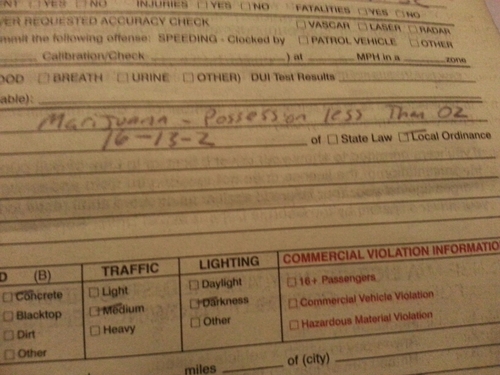 NT ☐ YES ☐ NO INJURIES ☐ YES ☐ NO FATALITIES ☐ YES ☐ NO
VER REQUESTED ACCURACY CHECK ☐ VASCAR ☐ LASER ☐ RADAR
mmit the following offense: SPEEDING - Clocked by ☐ PATROL VEHICLE ☐ OTHER
Calibration/Check ) at MPH in a zone
OOD ☐ BREATH ☐ URINE ☐ OTHER) DUI Test Results
able):
Marijuana - Possession less Than OZ
16-13-2 of ☐ State Law ☐ Local Ordinance
D (B) TRAFFIC LIGHTING COMMERCIAL VIOLATION INFORMATIO
☐ Concrete ☐ Light ☐ Daylight ☐ 16+ Passengers
☐ Blacktop ☐ Medium ☐ Darkness ☐ Commercial Vehicle Violation
☐ Dirt ☐ Heavy ☐ Other ☐ Hazardous Material Violation
☐ Other
miles of (city)